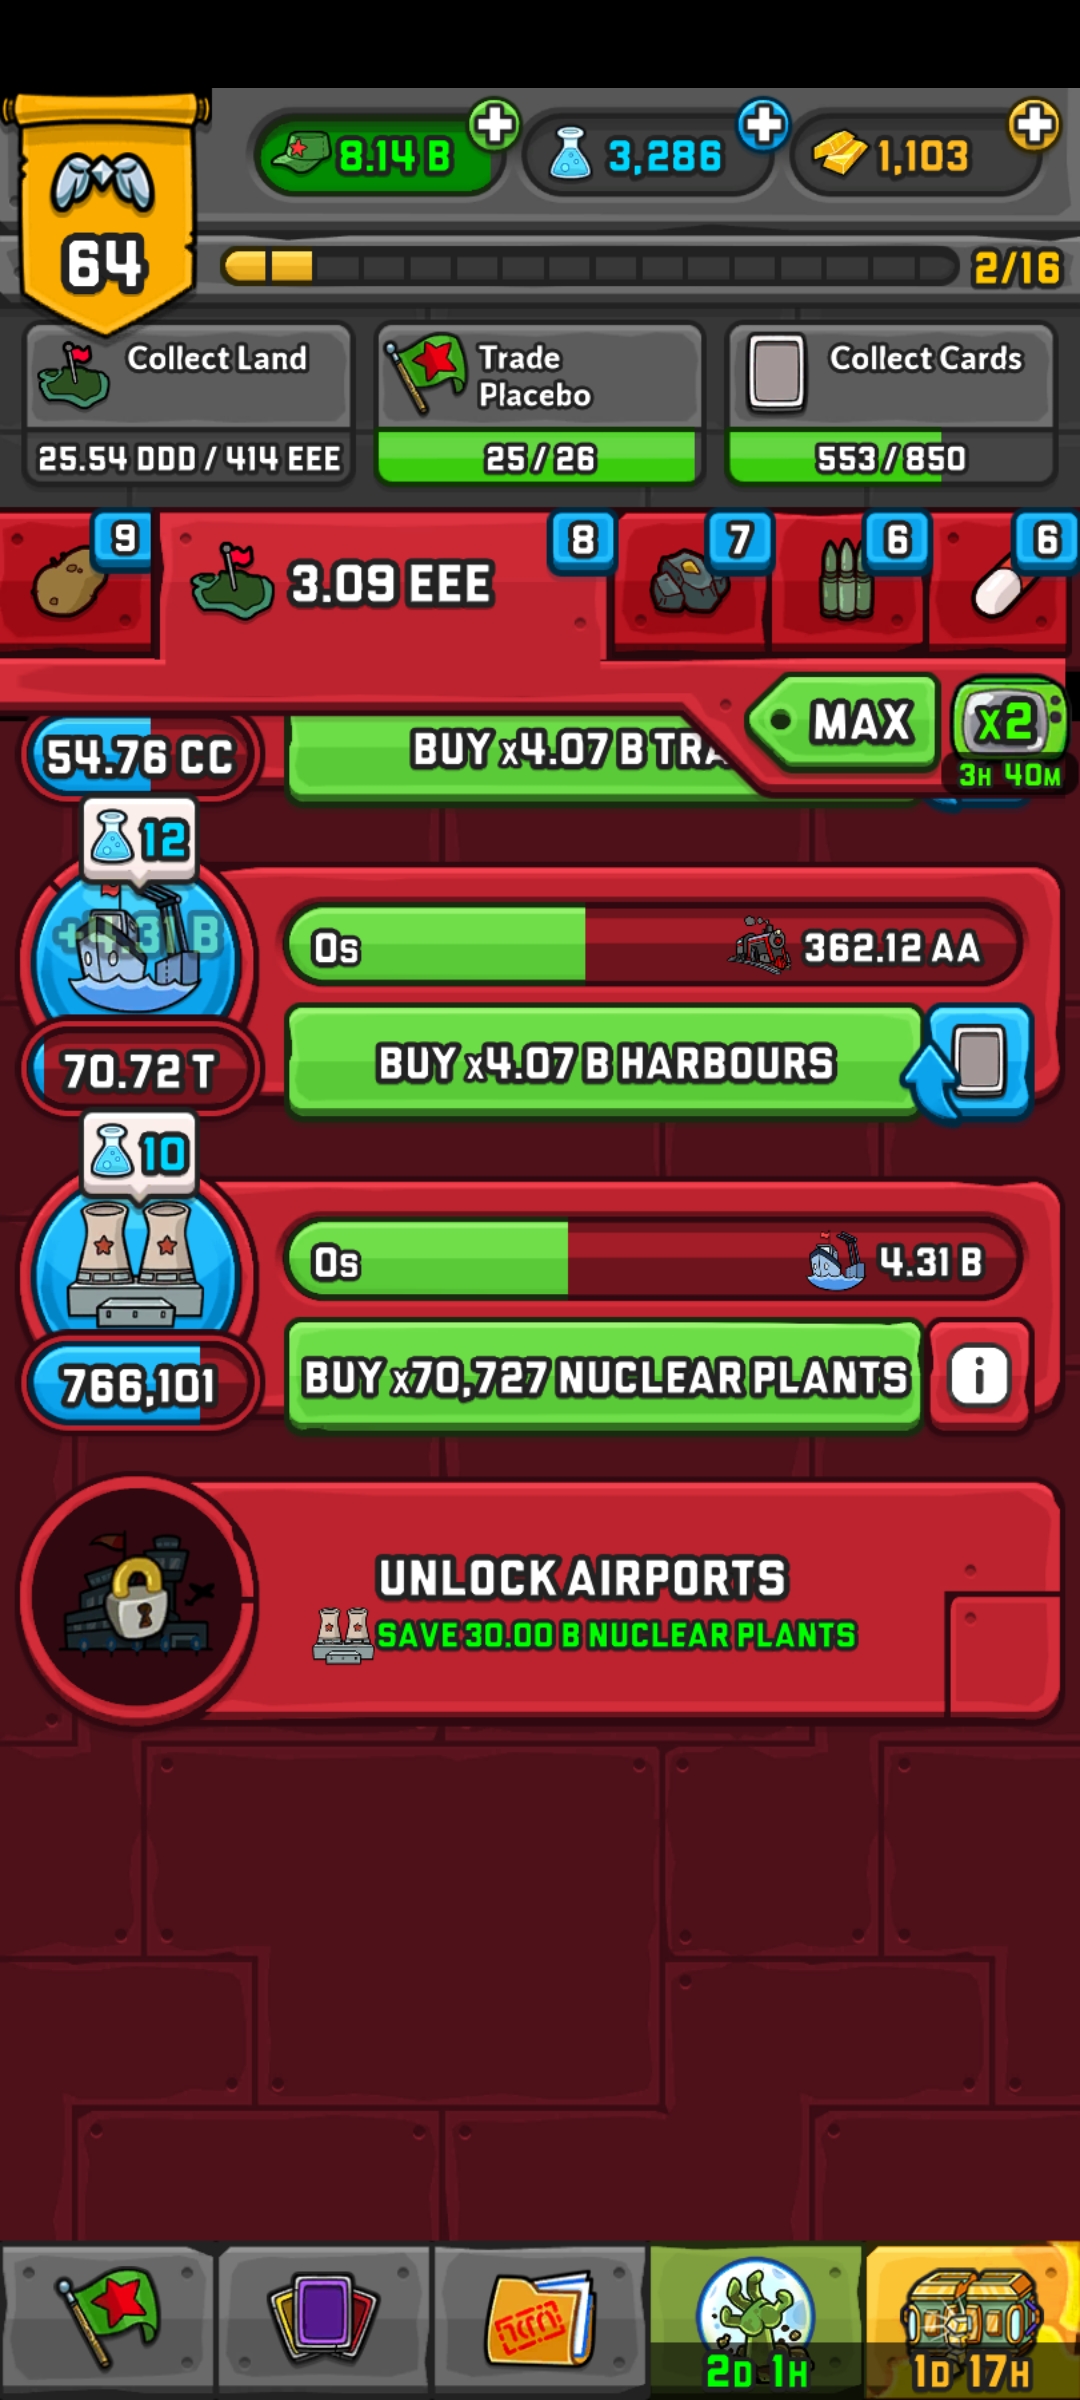 8.14 B
3,286
1,103
64
2/16
Collect Land
25.54 DDD / 414 EEE
Trade
Placebo
25 / 26
Collect Cards
553 / 850
9
3.09 EEE
8
7
6
6
MAX
x2
3H 40M
54.76 CC
BUY x4.07 B TRA
12
+4.31 B
0s
362.12 AA
70.72 T
BUY x4.07 B HARBOURS
10
0s
4.31 B
766,101
BUY x70,727 NUCLEAR PLANTS
i
UNLOCK AIRPORTS
SAVE 30.00 B NUCLEAR PLANTS
2D 1H
1D 17H